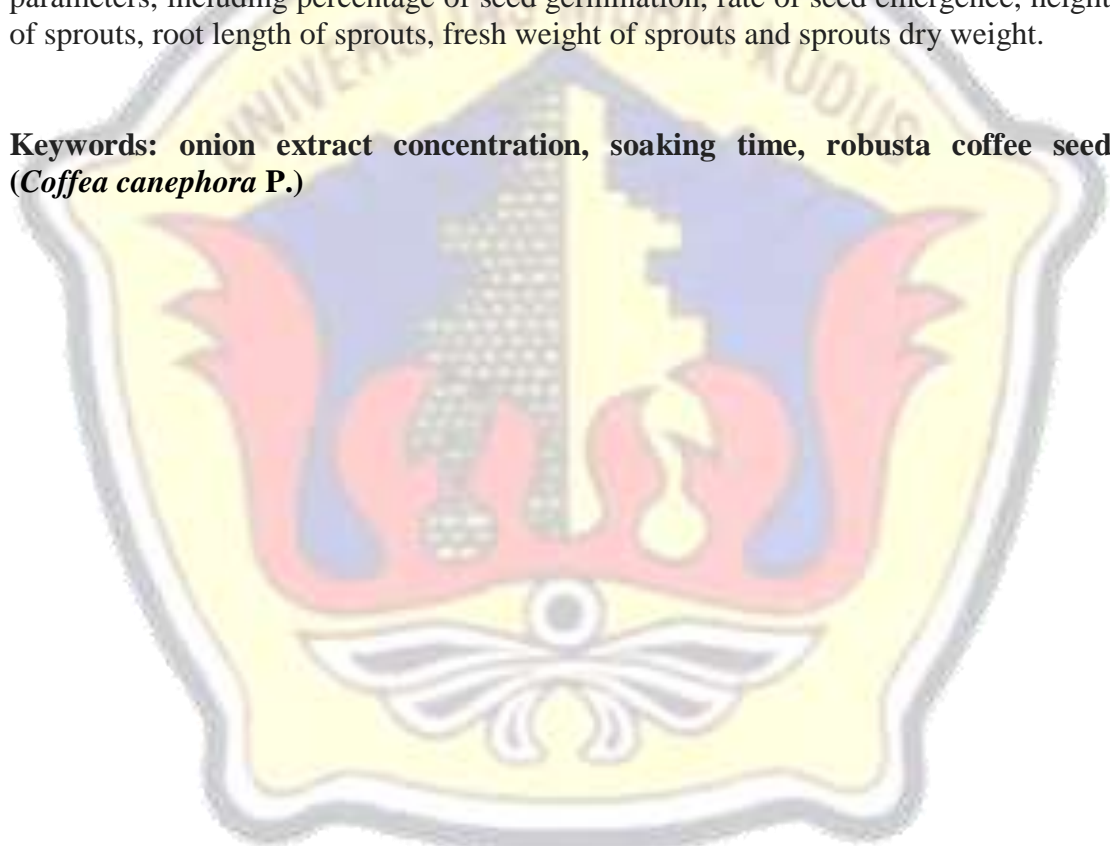 parameters, including percentage of seed germination, rate of seed emergence, height
of sprouts, root length of sprouts, fresh weight of sprouts and sprouts dry weight.
Keywords: onion extract concentration, soaking time, robusta coffee seed
(Coffea canephora P.)
KUDUS